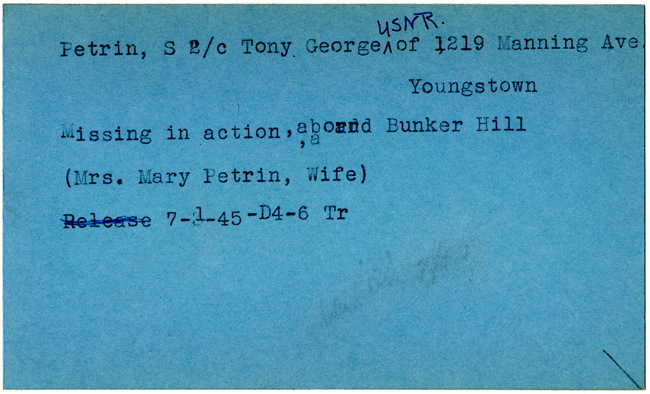 Petrin, S 2/c Tony George USNR. of 1219 Manning Ave.
Youngstown
Missing in action, aboard Bunker Hill
(Mrs. Mary Petrin, Wife)
Release 7-1-45-D4-6 Tr